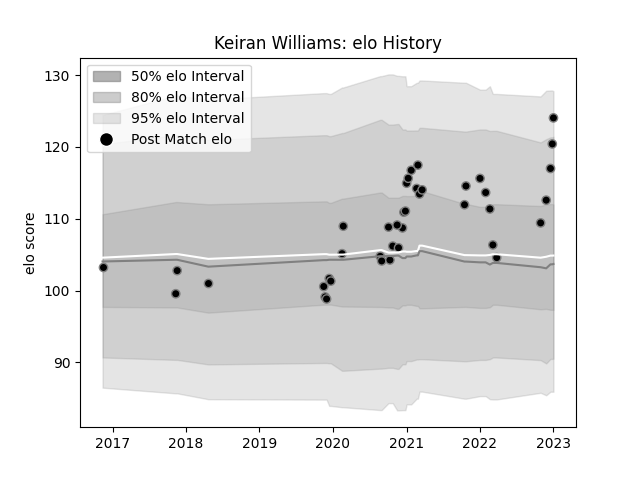 Keiran Williams: elo History
50% elo Interval
80% elo Interval
95% elo Interval
Post Match elo
elo score
130
120
110
100
90
2017 2018 2019 2020 2021 2022 2023